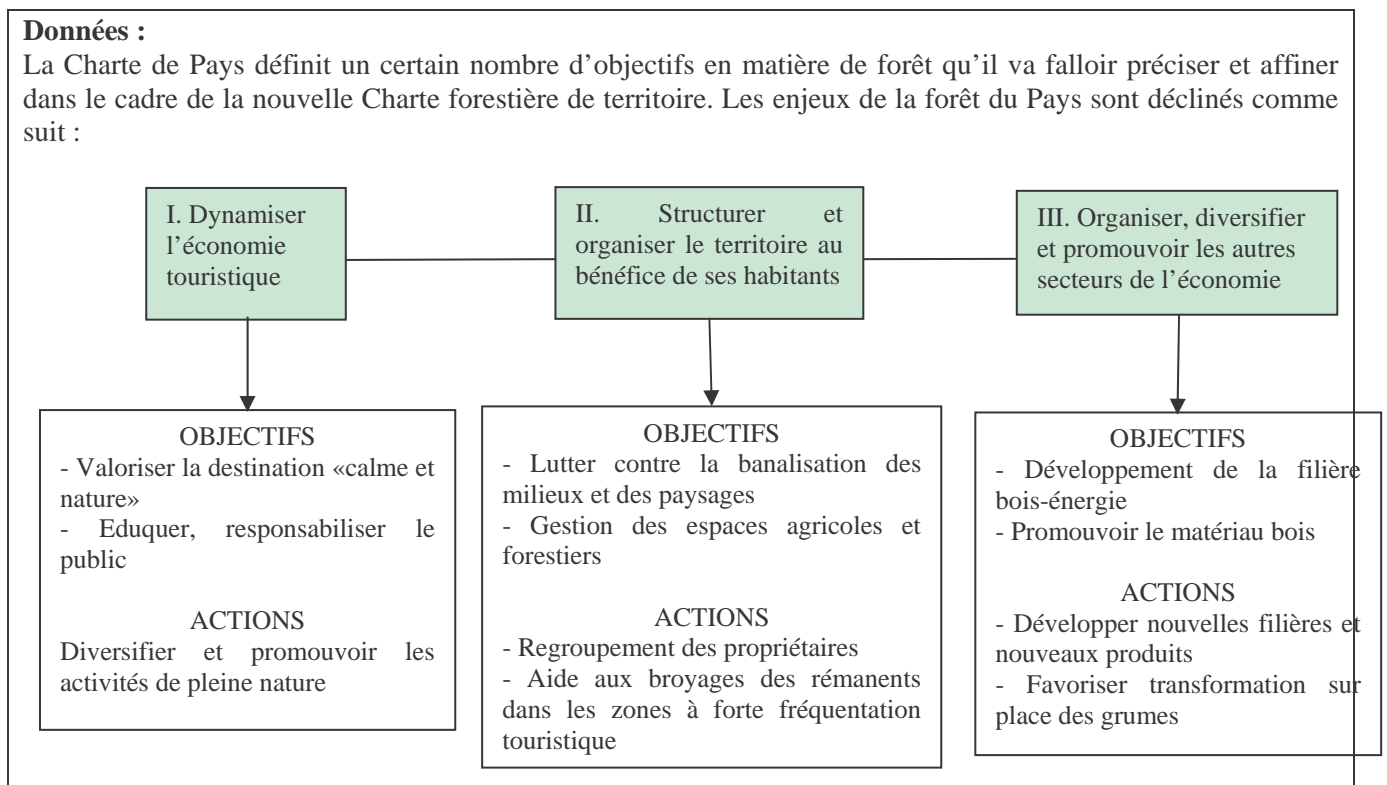 Données :
La Charte de Pays définit un certain nombre d’objectifs en matière de forêt qu’il va falloir préciser et affiner
dans le cadre de la nouvelle Charte forestière de territoire. Les enjeux de la forêt du Pays sont déclinés comme
suit :
I. Dynamiser
l’économie
touristique
II. Structurer et
organiser le territoire au
bénéfice de ses habitants
III. Organiser, diversifier
et promouvoir les autres
secteurs de l’économie
OBJECTIFS
- Valoriser la destination «calme et
nature»
- Eduquer, responsabiliser le
public
ACTIONS
Diversifier et promouvoir les
activités de pleine nature
OBJECTIFS
- Lutter contre la banalisation des
milieux et des paysages
- Gestion des espaces agricoles et
forestiers
ACTIONS
- Regroupement des propriétaires
- Aide aux broyages des rémanents
dans les zones à forte fréquentation
touristique
OBJECTIFS
- Développement de la filière
bois-énergie
- Promouvoir le matériau bois
ACTIONS
- Développer nouvelles filières et
nouveaux produits
- Favoriser transformation sur
place des grumes